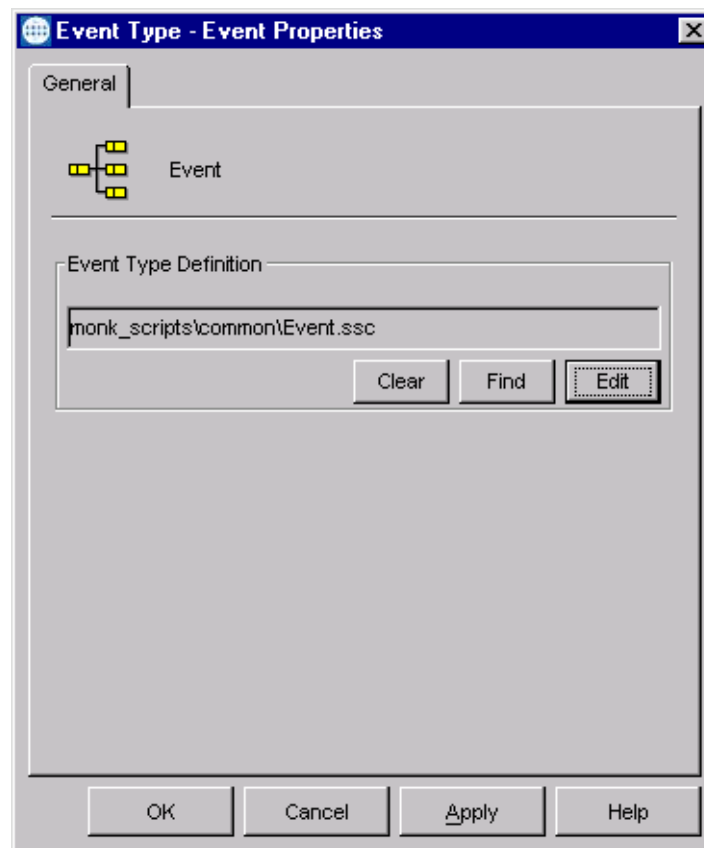 Event Type - Event Properties
General
Event
Event Type Definition
monk_scripts\common\Event.ssc
Clear Find Edit
OK Cancel Apply Help